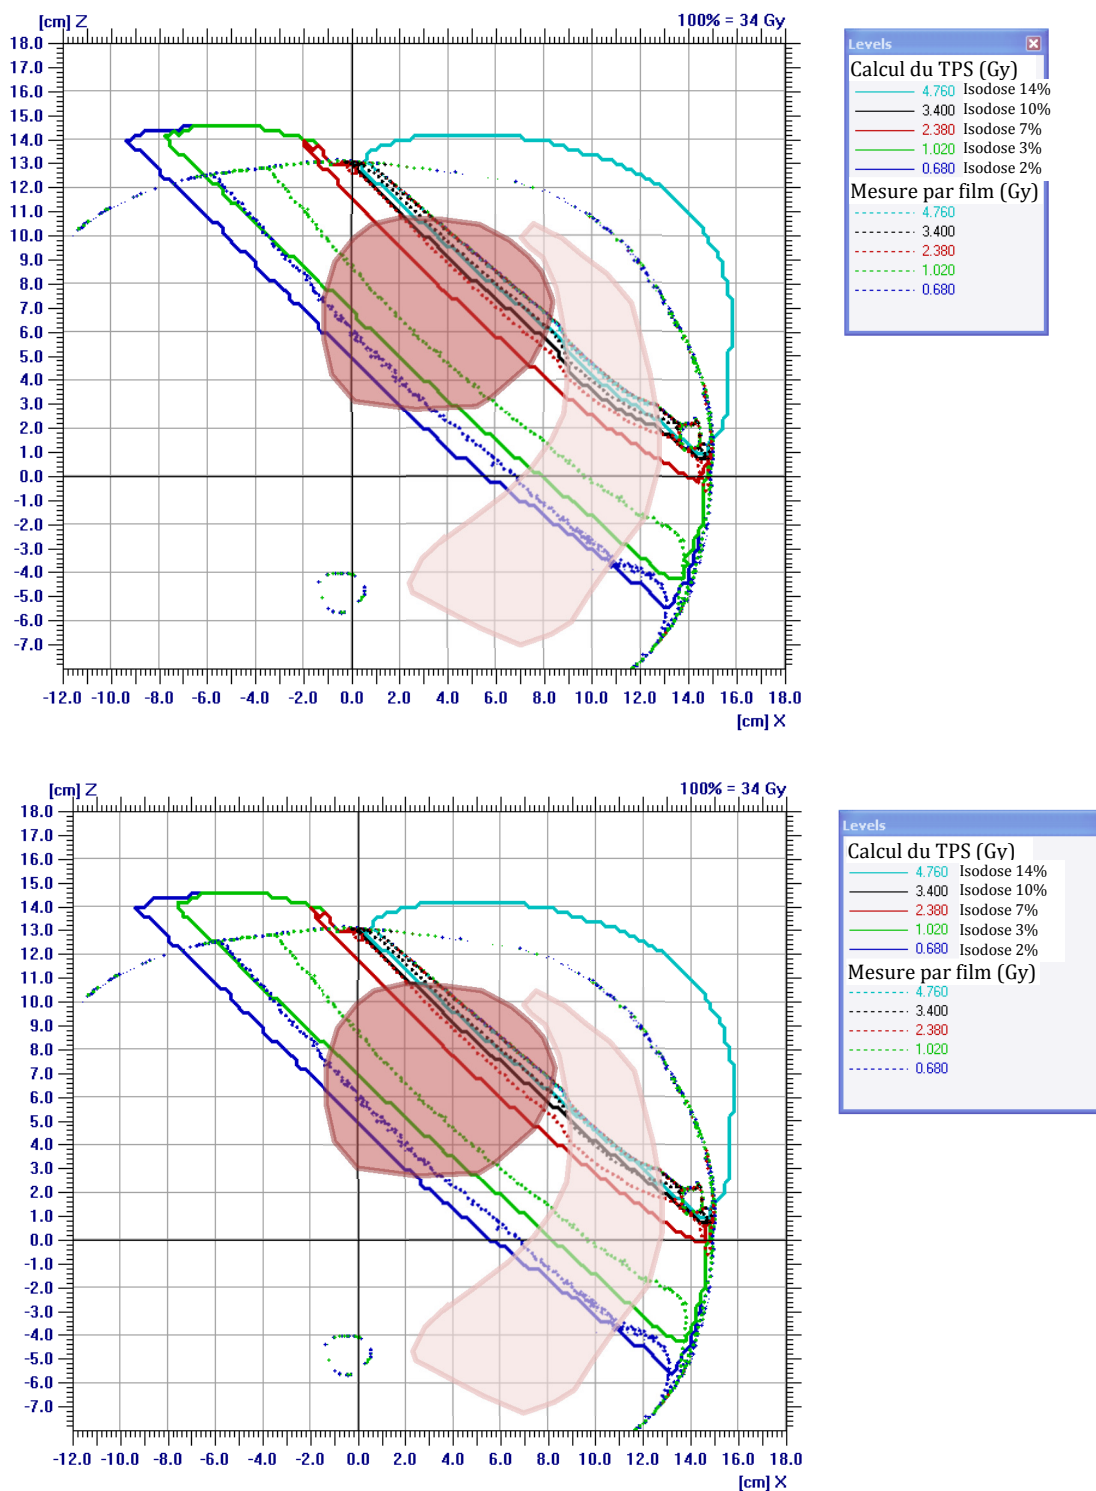 [cm] Z
100% = 34 Gy
18.0
17.0
16.0
15.0
14.0
13.0
12.0
11.0
10.0
9.0
8.0
7.0
6.0
5.0
4.0
3.0
2.0
1.0
0.0
-1.0
-2.0
-3.0
-4.0
-5.0
-6.0
-7.0
-12.0 -10.0 -8.0 -6.0 -4.0 -2.0 0.0 2.0 4.0 6.0 8.0 10.0 12.0 14.0 16.0 18.0
[cm] X
Levels
Calcul du TPS (Gy)
4.760 Isodose 14%
3.400 Isodose 10%
2.380 Isodose 7%
1.020 Isodose 3%
0.680 Isodose 2%
Mesure par film (Gy)
4.760
3.400
2.380
1.020
0.680
[cm] Z
100% = 34 Gy
18.0
17.0
16.0
15.0
14.0
13.0
12.0
11.0
10.0
9.0
8.0
7.0
6.0
5.0
4.0
3.0
2.0
1.0
0.0
-1.0
-2.0
-3.0
-4.0
-5.0
-6.0
-7.0
-12.0 -10.0 -8.0 -6.0 -4.0 -2.0 0.0 2.0 4.0 6.0 8.0 10.0 12.0 14.0 16.0 18.0
[cm] X
Levels
Calcul du TPS (Gy)
4.760 Isodose 14%
3.400 Isodose 10%
2.380 Isodose 7%
1.020 Isodose 3%
0.680 Isodose 2%
Mesure par film (Gy)
4.760
3.400
2.380
1.020
0.680